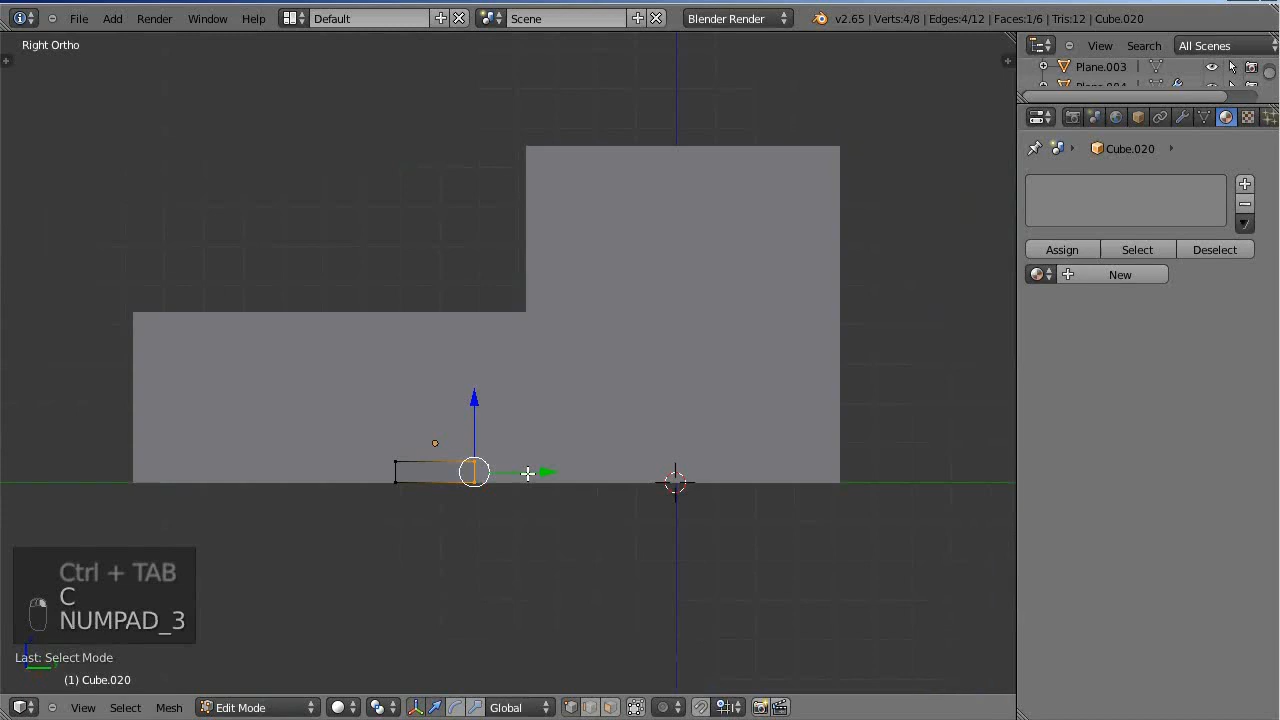 File Add Render Window Help Default Scene Blender Render v2.65 | Verts:4/8 | Edges:4/12 | Faces:1/6 | Tris:12 | Cube.020
Right Ortho
View Search All Scenes
Plane.003
Cube.020
Assign Select Deselect
New
Ctrl + TAB
C
NUMPAD_3
Last: Select Mode
(1) Cube.020
View Select Mesh Edit Mode Global